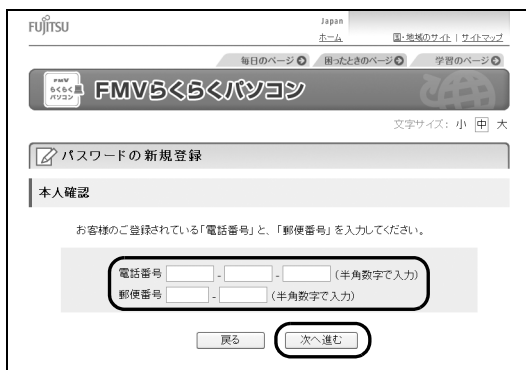 FUJITSU
Japan
ホーム 国・地域のサイト | サイトマップ
毎日のページ 困ったときのページ 学習のページ
FMV らくらくパソコン FMVらくらくパソコン
文字サイズ: 小 中 大
パスワードの新規登録
本人確認
お客様のご登録されている「電話番号」と、「郵便番号」を入力してください。
電話番号 - - (半角数字で入力)
郵便番号 - (半角数字で入力)
戻る 次へ進む